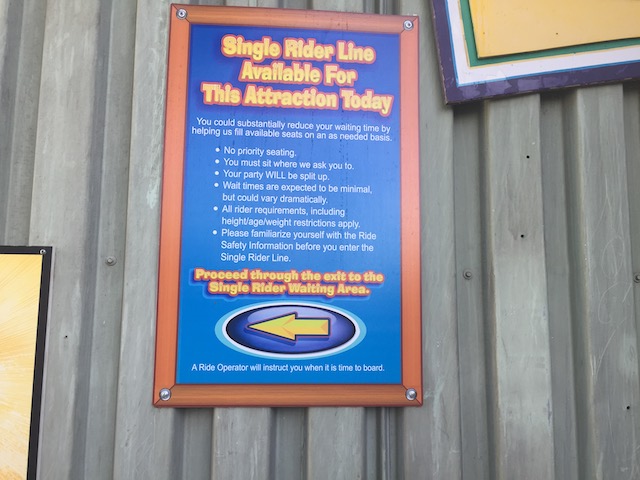 Single Rider Line
Available For
This Attraction Today
You could substantially reduce your waiting time by
helping us fill available seats on an as needed basis.
• No priority seating.
• You must sit where we ask you to.
• Your party WILL be split up.
• Wait times are expected to be minimal,
but could vary dramatically.
• All rider requirements, including
height/age/weight restrictions apply.
• Please familiarize yourself with the Ride
Safety Information before you enter the
Single Rider Line.
Proceed through the exit to the
Single Rider Waiting Area.
A Ride Operator will instruct you when it is time to board.